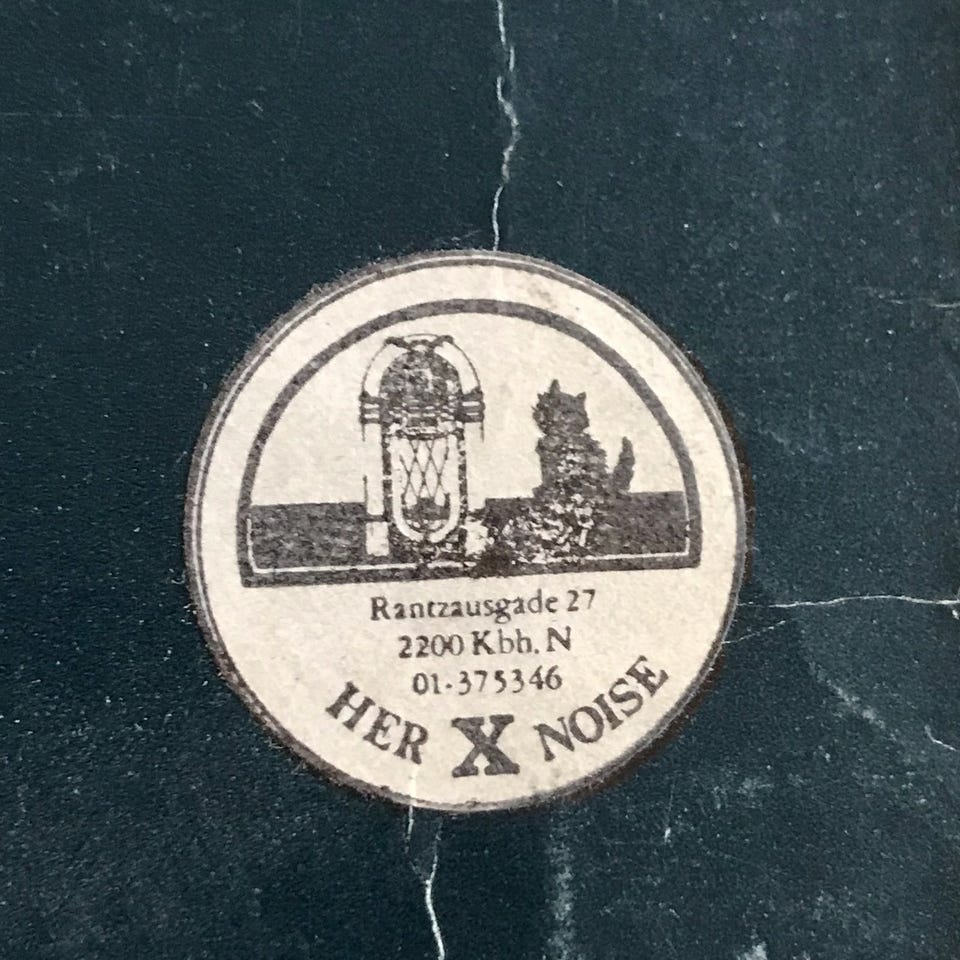 Rantzausgade 27
2200 Kbh. N
01-375346
HER X NOISE